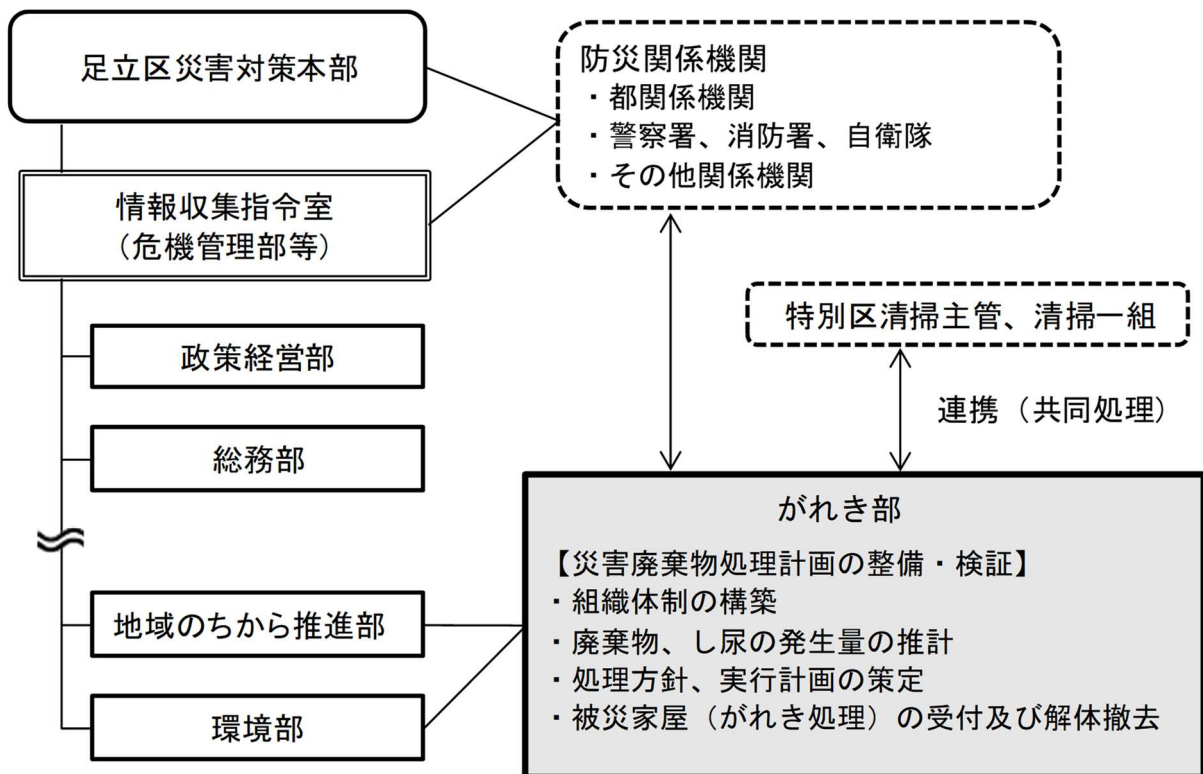 足立区災害対策本部
防災関係機関
・都関係機関
・警察署、消防署、自衛隊
・その他関係機関
情報収集指令室
（危機管理部等）
特別区清掃主管、清掃一組
政策経営部
連携（共同処理）
総務部
がれき部
【災害廃棄物処理計画の整備・検証】
・組織体制の構築
・廃棄物、し尿の発生量の推計
・処理方針、実行計画の策定
・被災家屋（がれき処理）の受付及び解体撤去
地域のちから推進部
環境部